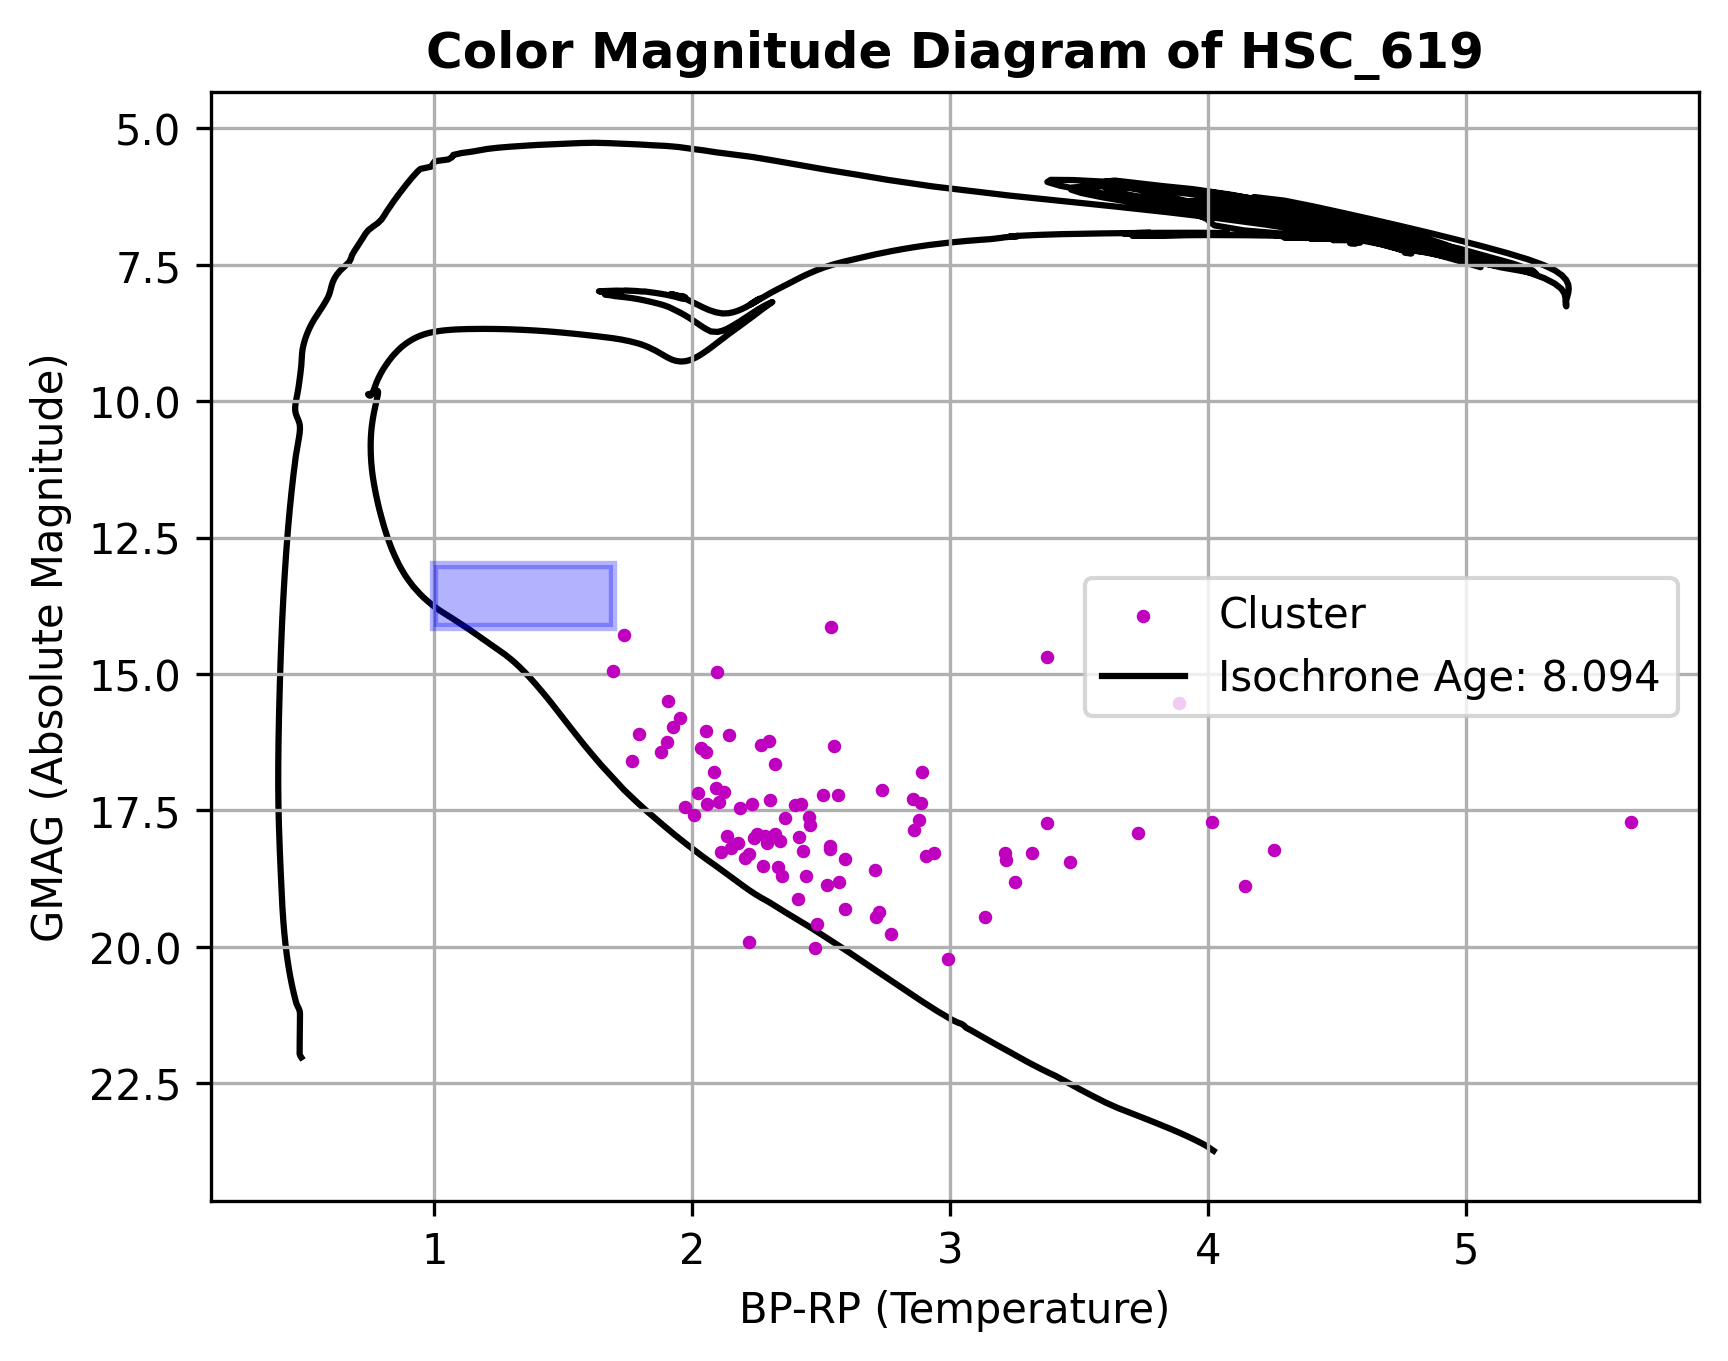 Color Magnitude Diagram of HSC_619
GMAG (Absolute Magnitude)
5.0
7.5
10.0
12.5
15.0
17.5
20.0
22.5
Cluster
Isochrone Age: 8.094
1 2 3 4 5
BP-RP (Temperature)